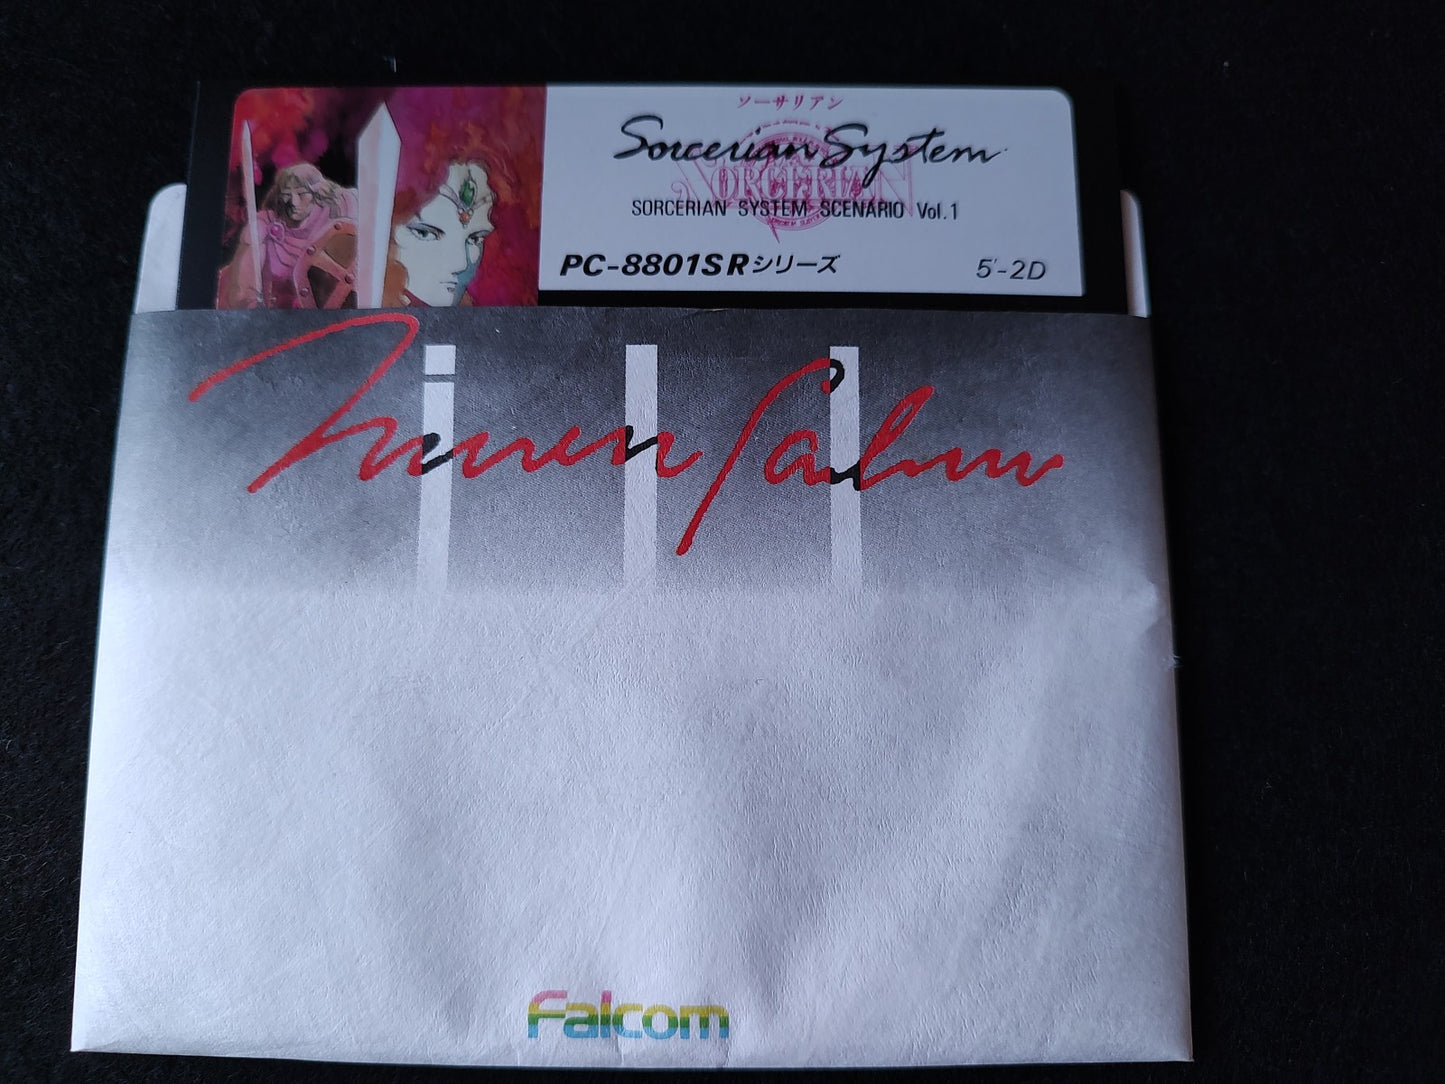 ソーサリアン
Sorcerian System
SORCERIAN
SORCERIAN SYSTEM SCENARIO Vol.1
PC-8801SRシリーズ 5"-2D
Falcom